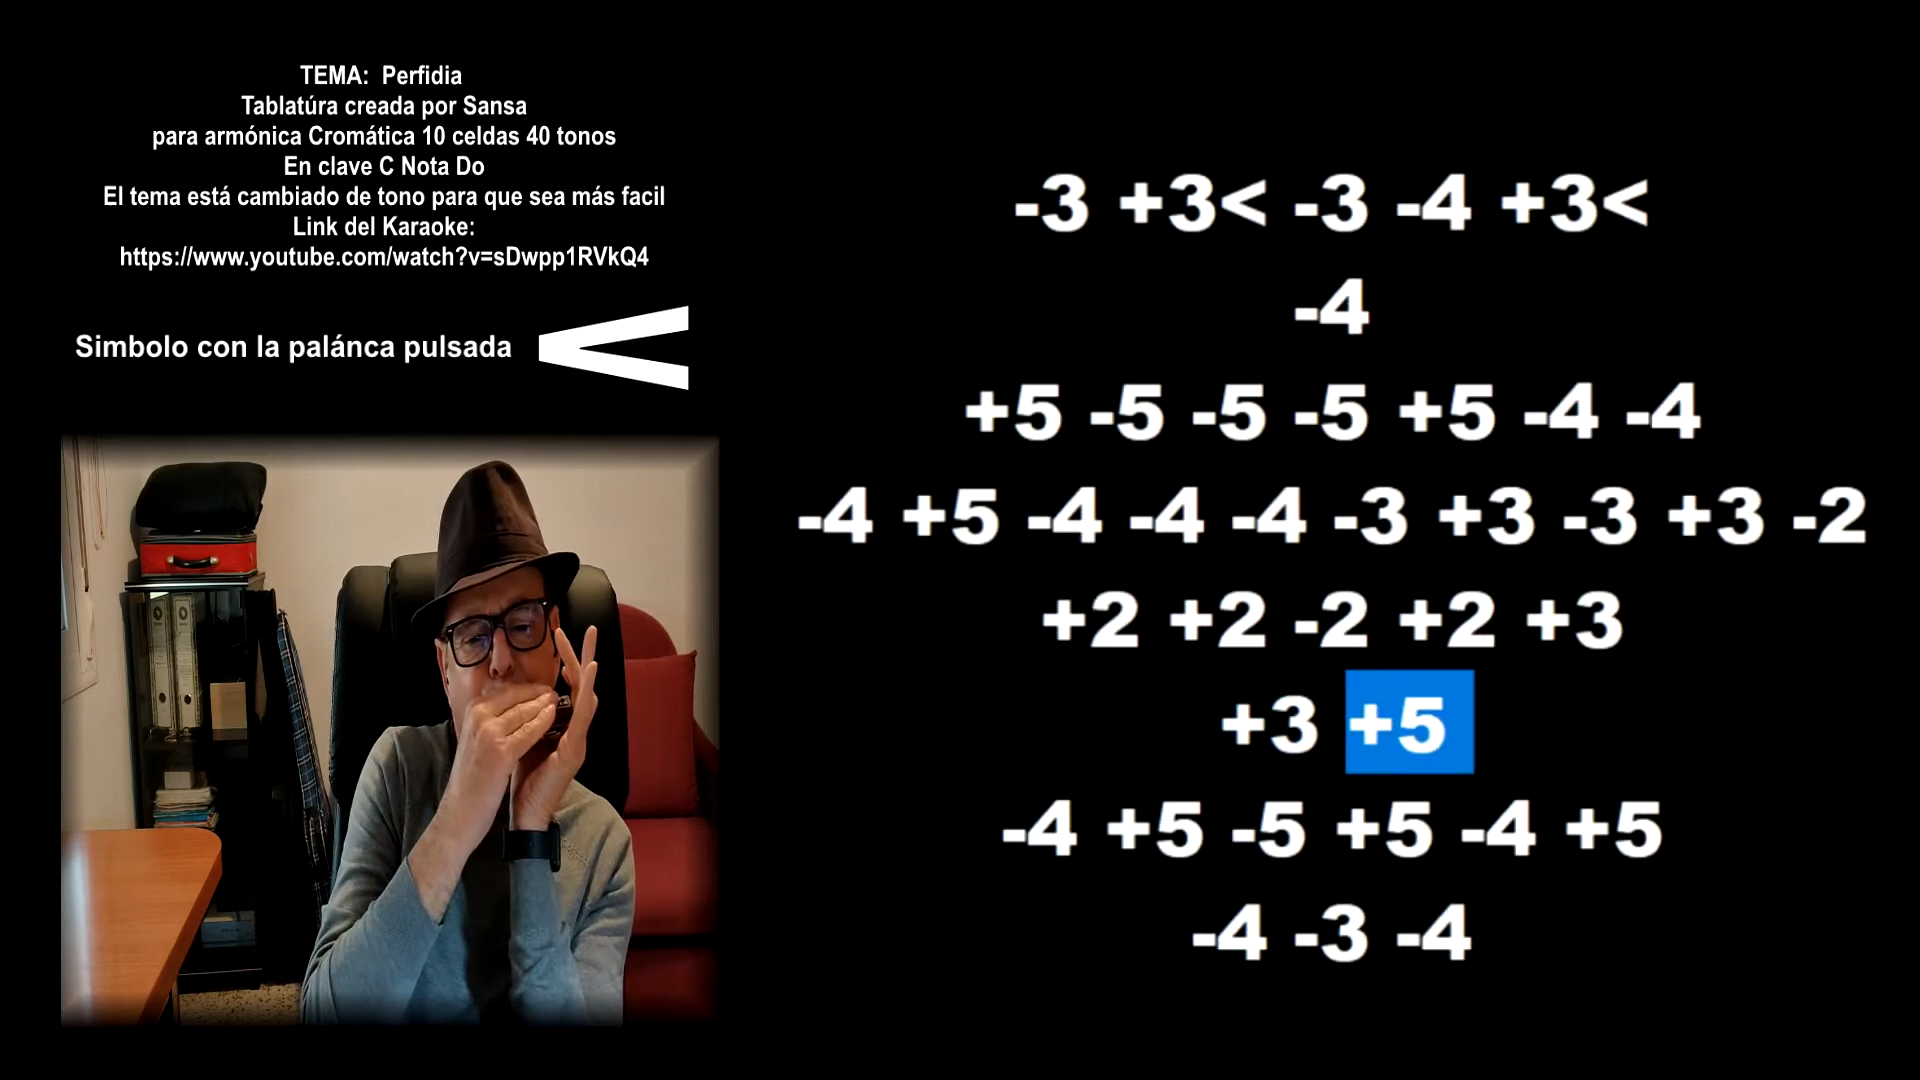 TEMA:  Perfidia
Tablatúra creada por Sansa
para armónica Cromática 10 celdas 40 tonos
En clave C Nota Do
El tema está cambiado de tono para que sea más facil
Link del Karaoke:
https://www.youtube.com/watch?v=sDwpp1RVkQ4
Simbolo con la palánca pulsada <
-3 +3< -3 -4 +3<
-4
+5 -5 -5 -5 +5 -4 -4
-4 +5 -4 -4 -4 -3 +3 -3 +3 -2
+2 +2 -2 +2 +3
+3 +5
-4 +5 -5 +5 -4 +5
-4 -3 -4